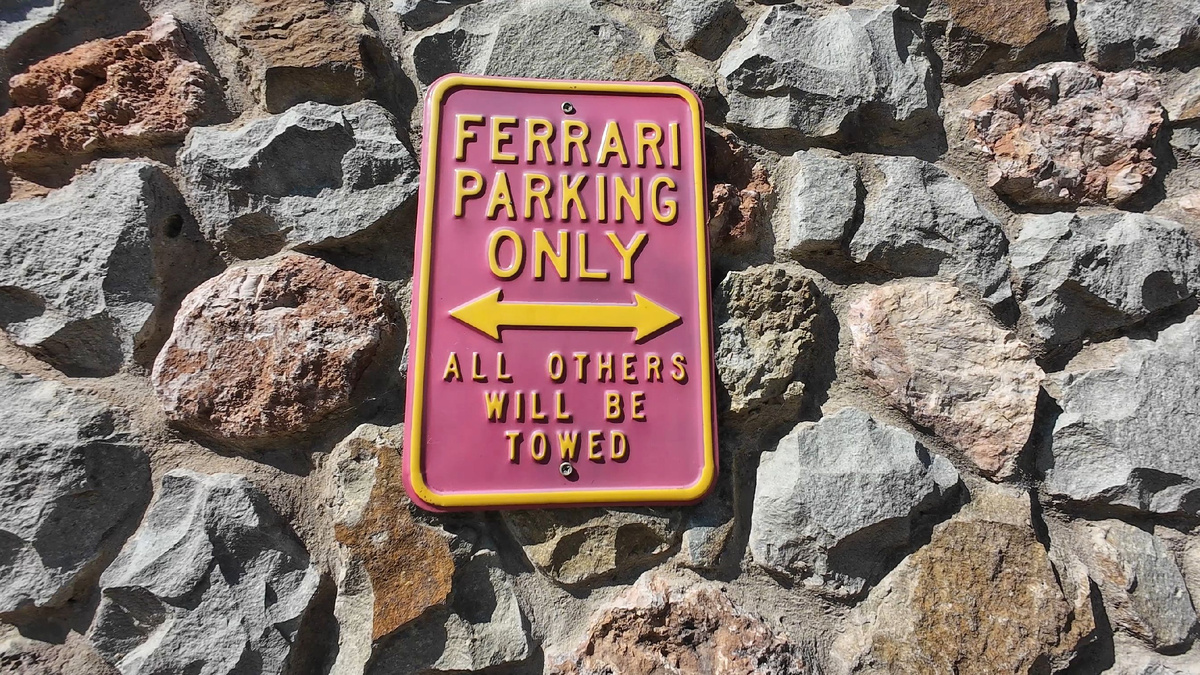 FERRARI
PARKING
ONLY
ALL OTHERS
WILL BE
TOWED